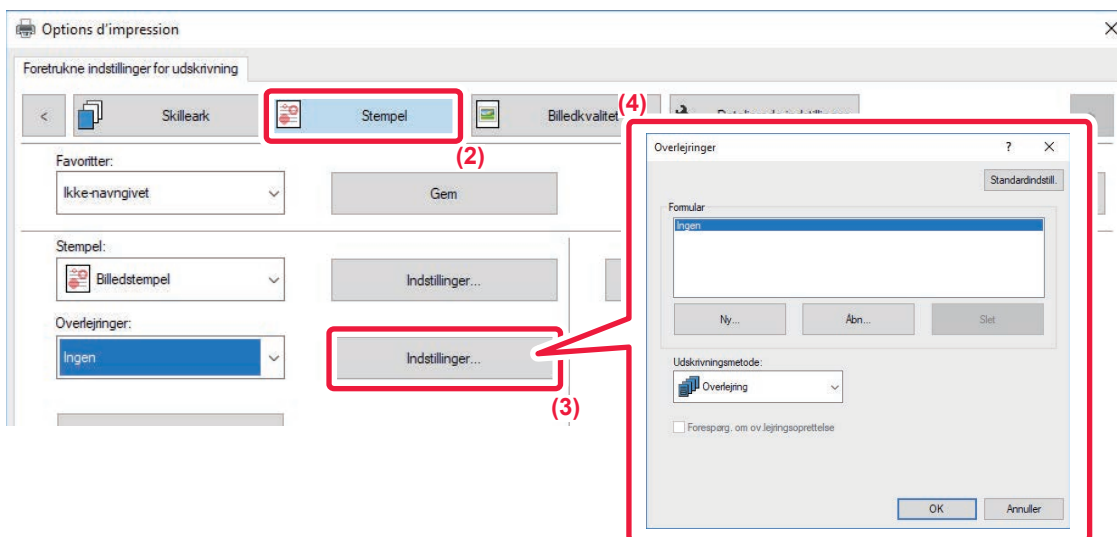 Options d'impression
Foretrukne indstillinger for udskrivning
< Skilleark Stempel Billedkvalitet
(4)
(2)
Favoritter:
Ikke-navngivet Gem
Stempel:
Billedstempel Indstillinger...
Overlejringer:
Ingen Indstillinger...
(3)
Overlejringer ?
Standardindstill.
Formular
Ingen
Ny... Åbn... Slet
Udskrivningsmetode:
Overlejring
Forespørg. om ov.lejringsoprettelse
OK Annuller